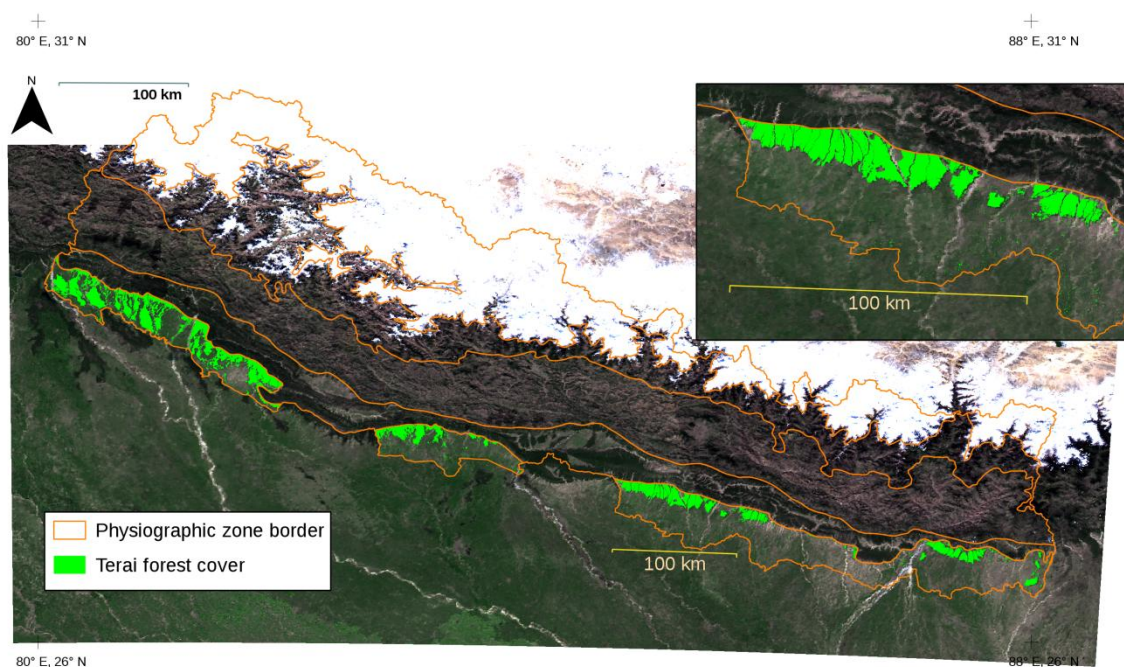 80° E, 31° N
88° E, 31° N
N
100 km
100 km
Physiographic zone border
Terai forest cover
100 km
80° E, 26° N
88° E, 26° N